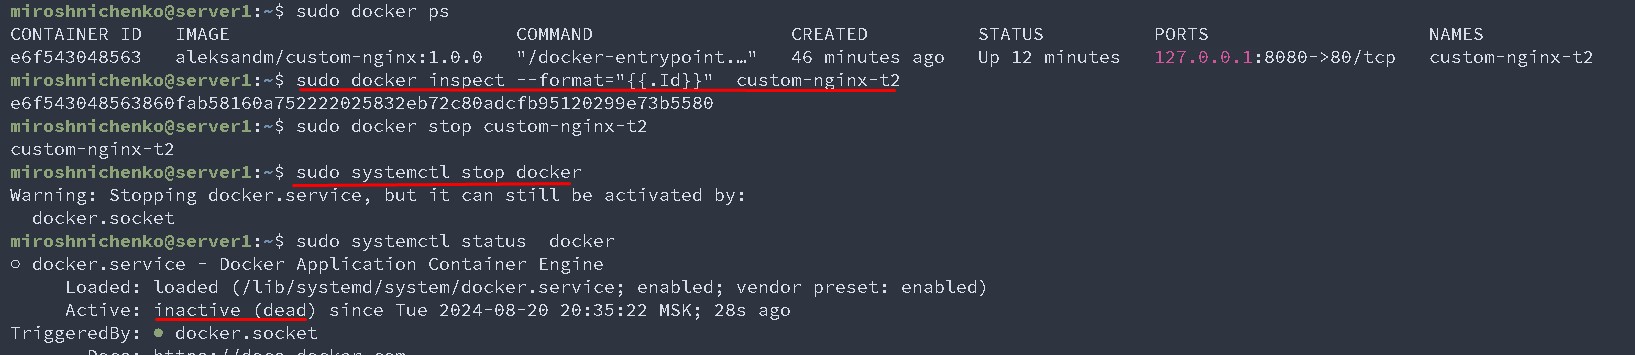 miroshnichenko@server1:~$ sudo docker ps
CONTAINER ID   IMAGE                           COMMAND                  CREATED          STATUS          PORTS                    NAMES
e6f543048563   aleksandm/custom-nginx:1.0.0   "/docker-entrypoint.…"   46 minutes ago   Up 12 minutes   127.0.0.1:8080->80/tcp   custom-nginx-t2
miroshnichenko@server1:~$ sudo docker inspect --format="{{.Id}}"  custom-nginx-t2
e6f543048563860fab58160a752222025832eb72c80adcfb95120299e73b5580
miroshnichenko@server1:~$ sudo docker stop custom-nginx-t2
custom-nginx-t2
miroshnichenko@server1:~$ sudo systemctl stop docker
Warning: Stopping docker.service, but it can still be activated by:
  docker.socket
miroshnichenko@server1:~$ sudo systemctl status  docker
○ docker.service - Docker Application Container Engine
     Loaded: loaded (/lib/systemd/system/docker.service; enabled; vendor preset: enabled)
     Active: inactive (dead) since Tue 2024-08-20 20:35:22 MSK; 28s ago
TriggeredBy: ● docker.socket
       Docs: https://docs.docker.com